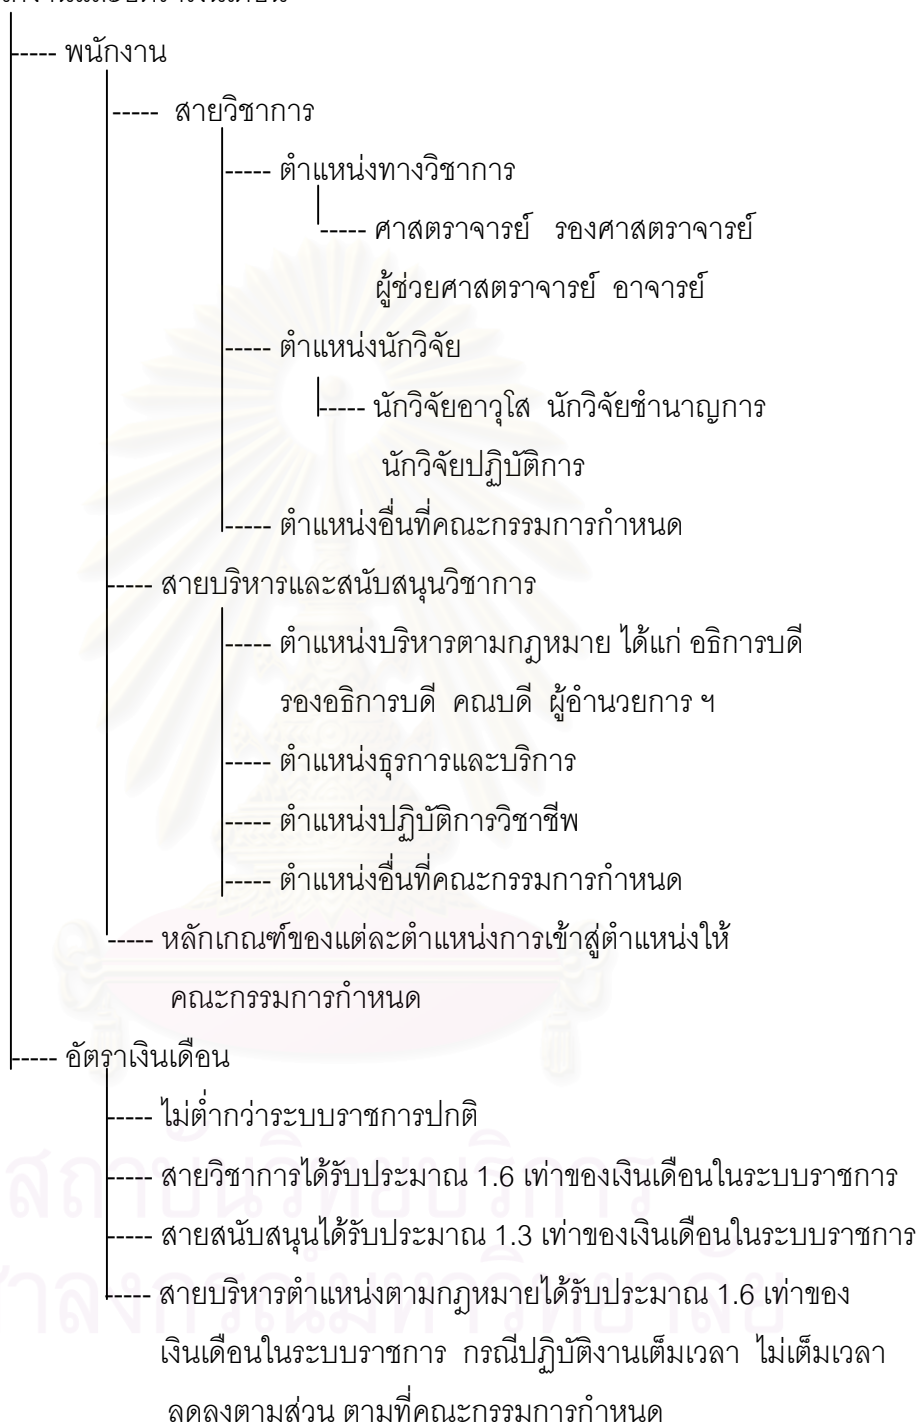 ----- พนักงาน
----- สายวิชาการ
----- ตำแหน่งทางวิชาการ
----- ศาสตราจารย์ รองศาสตราจารย์
ผู้ช่วยศาสตราจารย์ อาจารย์
----- ตำแหน่งนักวิจัย
----- นักวิจัยอาวุโส นักวิจัยชำนาญการ
นักวิจัยปฏิบัติการ
----- ตำแหน่งอื่นที่คณะกรรมการกำหนด
----- สายบริหารและสนับสนุนวิชาการ
----- ตำแหน่งบริหารตามกฎหมาย ได้แก่ อธิการบดี
รองอธิการบดี คณบดี ผู้อำนวยการ ฯ
----- ตำแหน่งธุรการและบริการ
----- ตำแหน่งปฏิบัติการวิชาชีพ
----- ตำแหน่งอื่นที่คณะกรรมการกำหนด
----- หลักเกณฑ์ของแต่ละตำแหน่งการเข้าสู่ตำแหน่งให้
คณะกรรมการกำหนด
----- อัตราเงินเดือน
----- ไม่ต่ำกว่าระบบราชการปกติ
----- สายวิชาการได้รับประมาณ 1.6 เท่าของเงินเดือนในระบบราชการ
----- สายสนับสนุนได้รับประมาณ 1.3 เท่าของเงินเดือนในระบบราชการ
----- สายบริหารตำแหน่งตามกฎหมายได้รับประมาณ 1.6 เท่าของ
เงินเดือนในระบบราชการ กรณีปฏิบัติงานเต็มเวลา ไม่เต็มเวลา
ลดลงตามส่วน ตามที่คณะกรรมการกำหนด
สถาบันวิทยบริการ